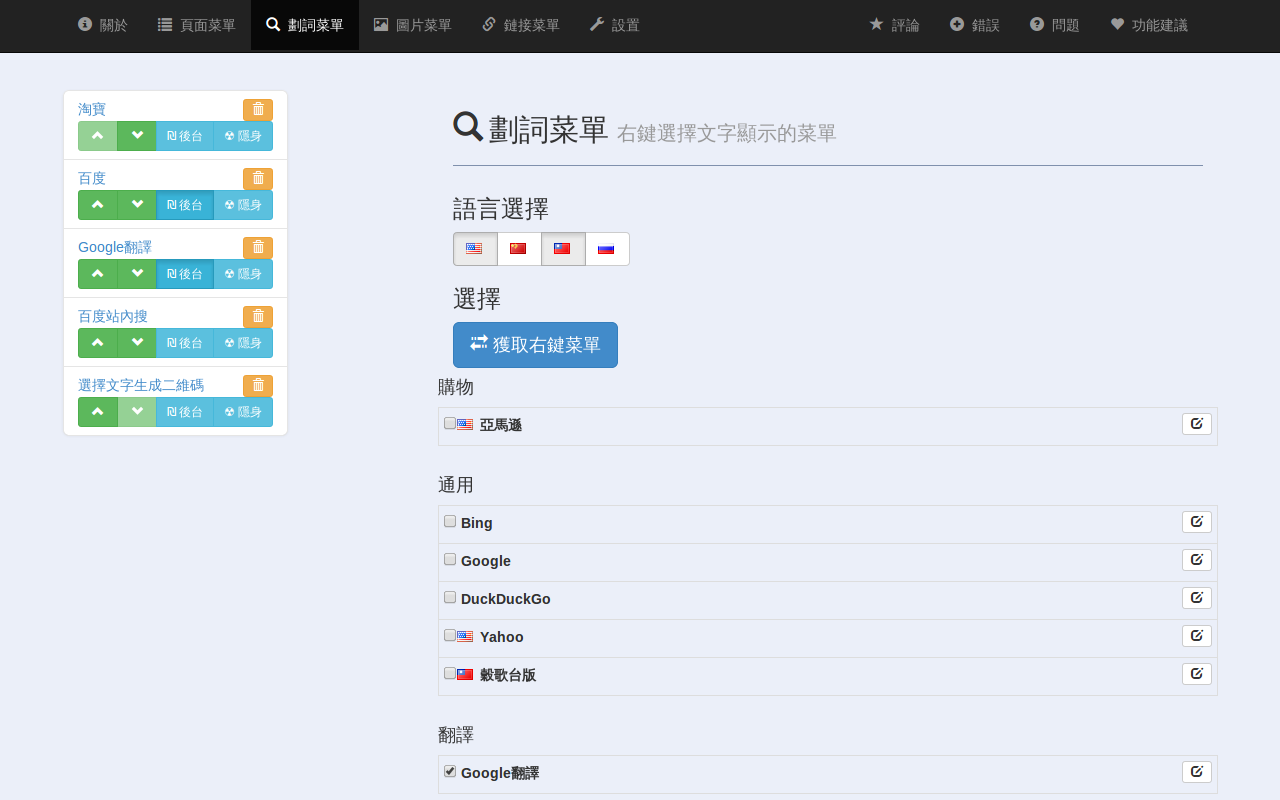 關於 頁面菜單 劃詞菜單 圖片菜單 鏈接菜單 設置 評論 錯誤 問題 功能建議
淘寶
後台 隱身
百度
後台 隱身
Google翻譯
後台 隱身
百度站內搜
後台 隱身
選擇文字生成二維碼
後台 隱身
劃詞菜單 右鍵選擇文字顯示的菜單
語言選擇
選擇
獲取右鍵菜單
購物
亞馬遜
通用
Bing
Google
DuckDuckGo
Yahoo
穀歌台版
翻譯
Google翻譯